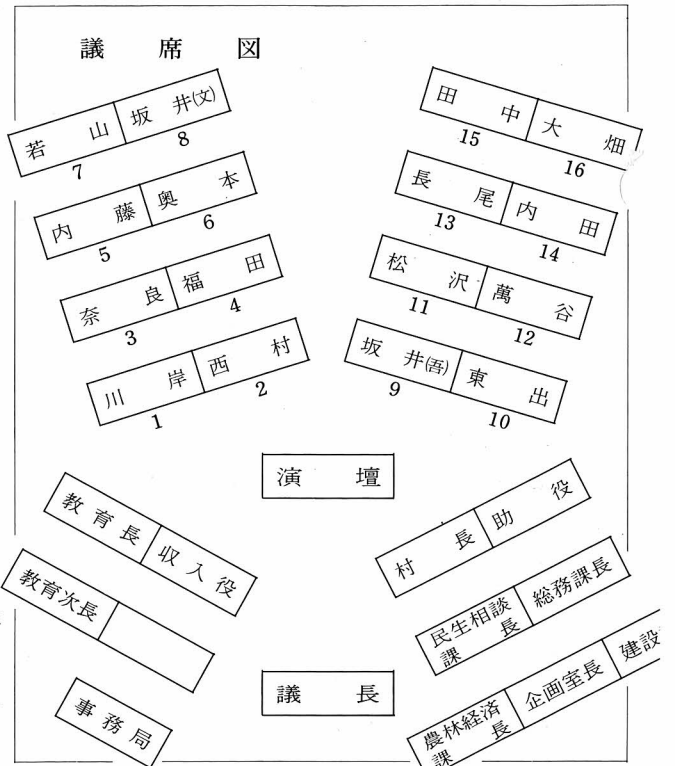 議席図
若山 坂井(文)
7 8
内藤 奥本
5 6
奈良 福田
3 4
川岸 西村
1 2
田中 大畑
15 16
長尾 内田
13 14
松沢 萬谷
11 12
坂井(吾) 東出
9 10
演壇
教育長 収入役
教育次長
事務局
議長
村長 助役
民生相談課長 総務課長
農林経済課長 企画室長 建設